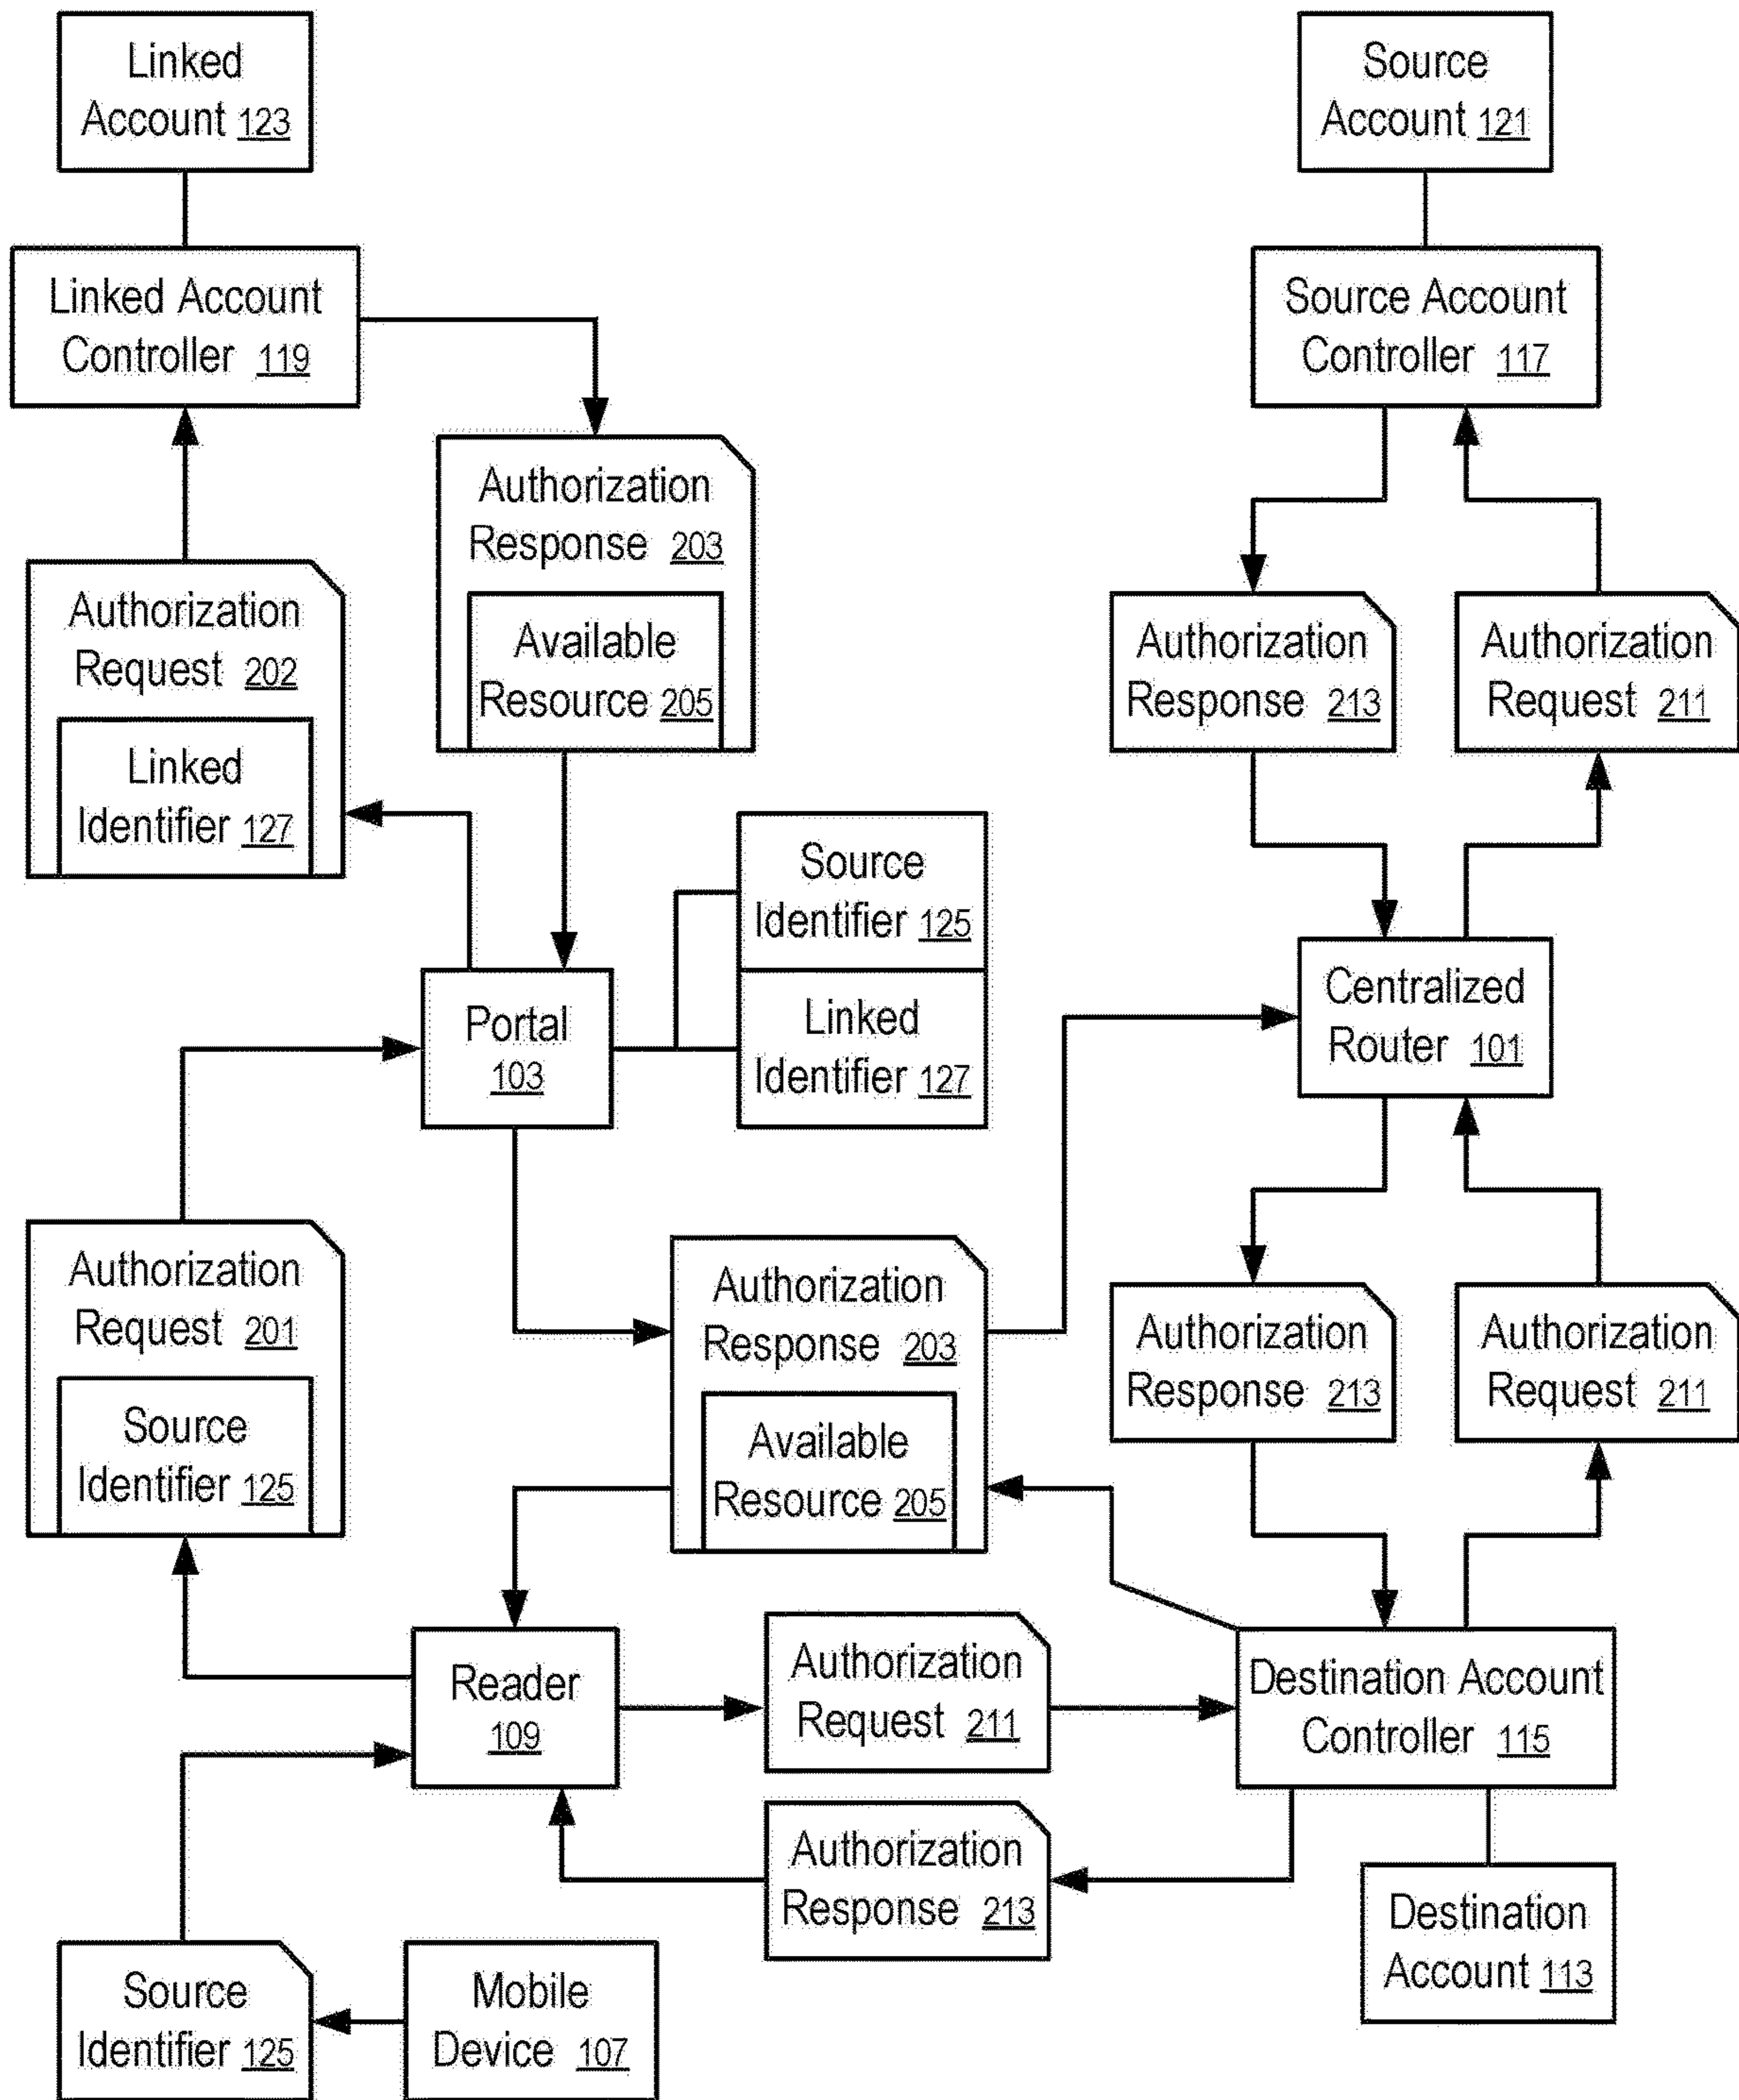 Linked
Account 123
Source
Account 121
Linked Account
Controller 119
Source Account
Controller 117
Authorization
Response 203
Available
Resource 205
Authorization
Request 202
Linked
Identifier 127
Authorization
Response 213
Authorization
Request 211
Source
Identifier 125
Linked
Identifier 127
Portal
103
Centralized
Router 101
Authorization
Request 201
Source
Identifier 125
Authorization
Response 203
Available
Resource 205
Authorization
Response 213
Authorization
Request 211
Reader
109
Authorization
Request 211
Destination Account
Controller 115
Authorization
Response 213
Destination
Account 113
Source
Identifier 125
Mobile
Device 107